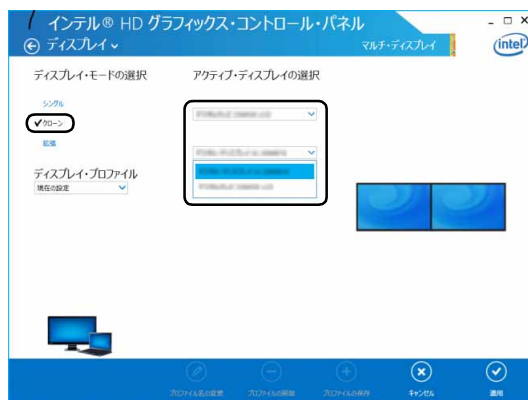 インテル® HD グラフィックス・コントロール・パネル
ディスプレイ
マルチ・ディスプレイ
intel
ディスプレイ・モードの選択
アクティブ・ディスプレイの選択
シングル
クローン
拡張
ディスプレイ・プロファイル
現在の設定
プロファイル名の変更
プロファイルの削除
プロファイルの保存
キャンセル
適用